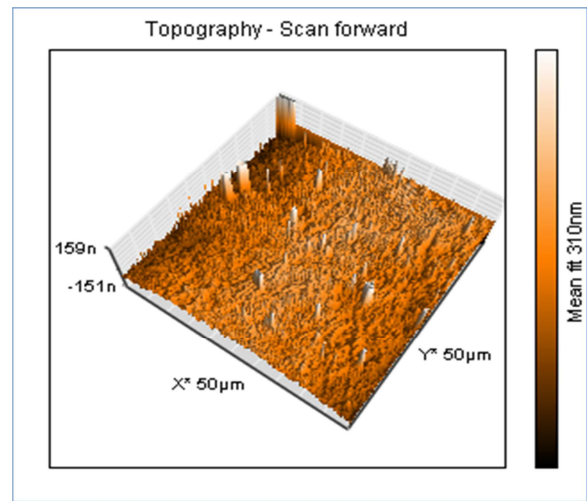 Topography - Scan forward
159n
-151n
X* 50µm
Y* 50µm
Mean fit 310nm